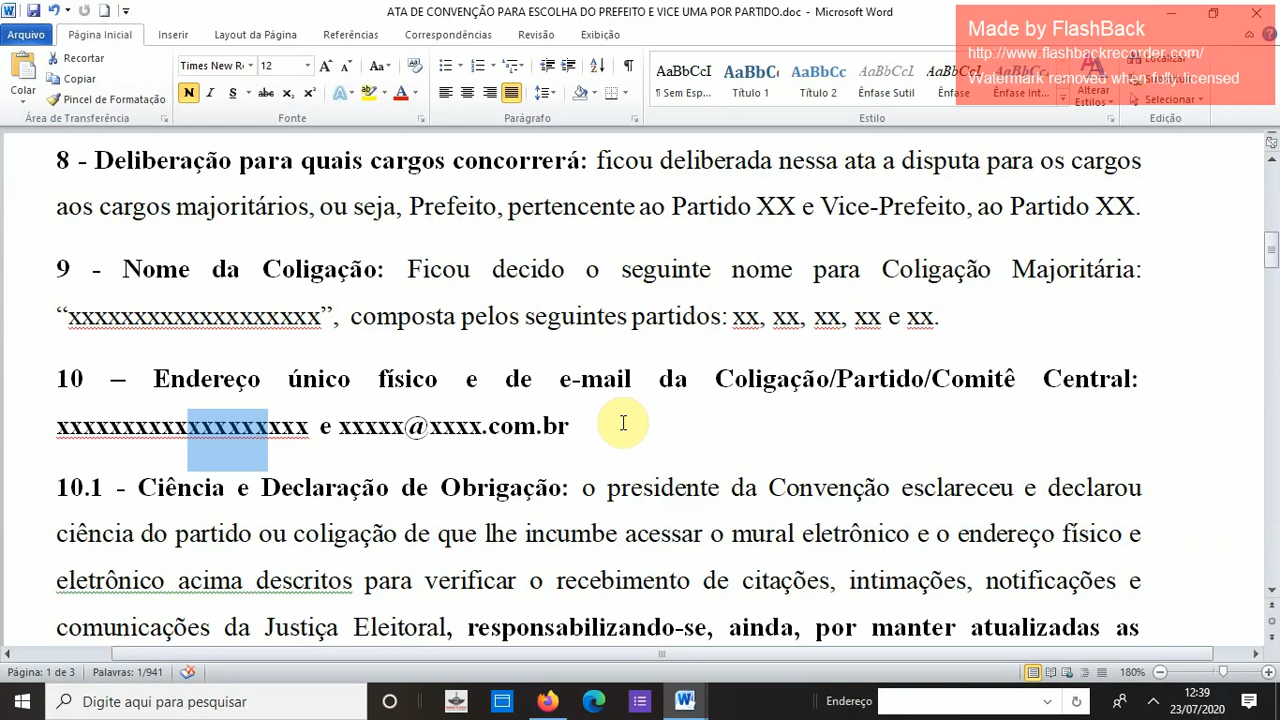 ATA DE CONVENÇÃO PARA ESCOLHA DO PREFEITO E VICE UMA POR PARTIDO.doc - Microsoft Word
Made by FlashBack
http://www.flashbackrecorder.com/
Watermark removed when fully licensed
Arquivo Página Inicial Inserir Layout da Página Referências Correspondências Revisão Exibição
Colar
Recortar
Copiar
Pincel de Formatação
Times New Ro 12
N I S abc x₂ x²
AaBbCcI AaBbC AaBbCc AaBbCcI AaBbCcI AaBbCcI
¶ Sem Esp... Título 1 Título 2 Ênfase Sutil Ênfase Ênfase Int...
Alterar Estilos
Localizar
Selecionar
Área de Transferência Fonte Parágrafo Estilo Edição
8 - Deliberação para quais cargos concorrerá: ficou deliberada nessa ata a disputa para os cargos
aos cargos majoritários, ou seja, Prefeito, pertencente ao Partido XX e Vice-Prefeito, ao Partido XX.
9 - Nome da Coligação: Ficou decido o seguinte nome para Coligação Majoritária:
“xxxxxxxxxxxxxxxxxxx”, composta pelos seguintes partidos: xx, xx, xx, xx e xx.
10 – Endereço único físico e de e-mail da Coligação/Partido/Comitê Central:
xxxxxxxxxxxxxxxxxxx e xxxxx@xxxx.com.br
10.1 - Ciência e Declaração de Obrigação: o presidente da Convenção esclareceu e declarou
ciência do partido ou coligação de que lhe incumbe acessar o mural eletrônico e o endereço físico e
eletrônico acima descritos para verificar o recebimento de citações, intimações, notificações e
comunicações da Justiça Eleitoral, responsabilizando-se, ainda, por manter atualizadas as
Página: 1 de 3 Palavras: 1/941 180%
Digite aqui para pesquisar
Endereço
12:39
23/07/2020